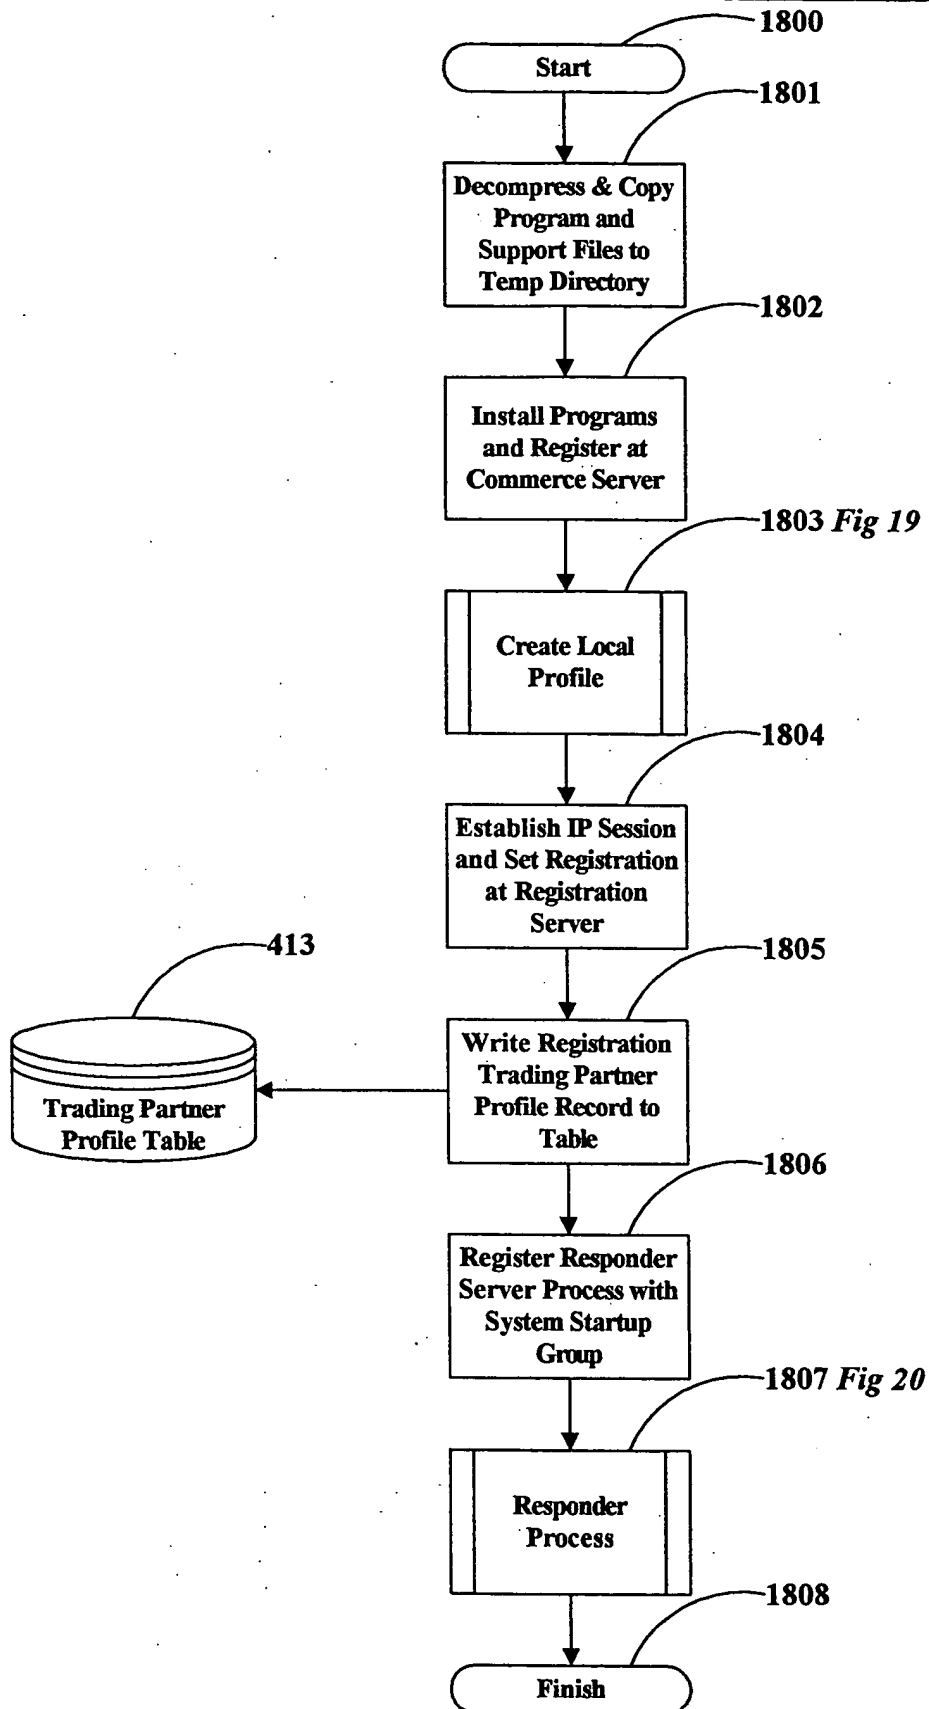 1800
Start
1801
Decompress & Copy
Program and
Support Files to
Temp Directory
1802
Install Programs
and Register at
Commerce Server
1803 Fig 19
Create Local
Profile
1804
Establish IP Session
and Set Registration
at Registration
Server
413
1805
Write Registration
Trading Partner
Profile Record to
Table
Trading Partner
Profile Table
1806
Register Responder
Server Process with
System Startup
Group
1807 Fig 20
Responder
Process
1808
Finish